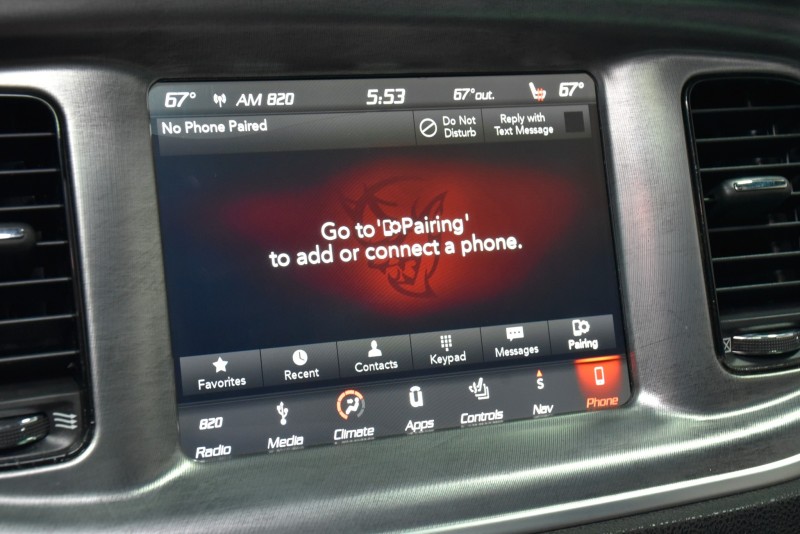 67° AM 820 5:53 67°out. 67°
No Phone Paired
Do Not
Disturb
Reply with
Text Message
Go to 'Pairing'
to add or connect a phone.
Favorites Recent Contacts Keypad Messages Pairing
820 S
Radio Media Climate Apps Controls Nav Phone